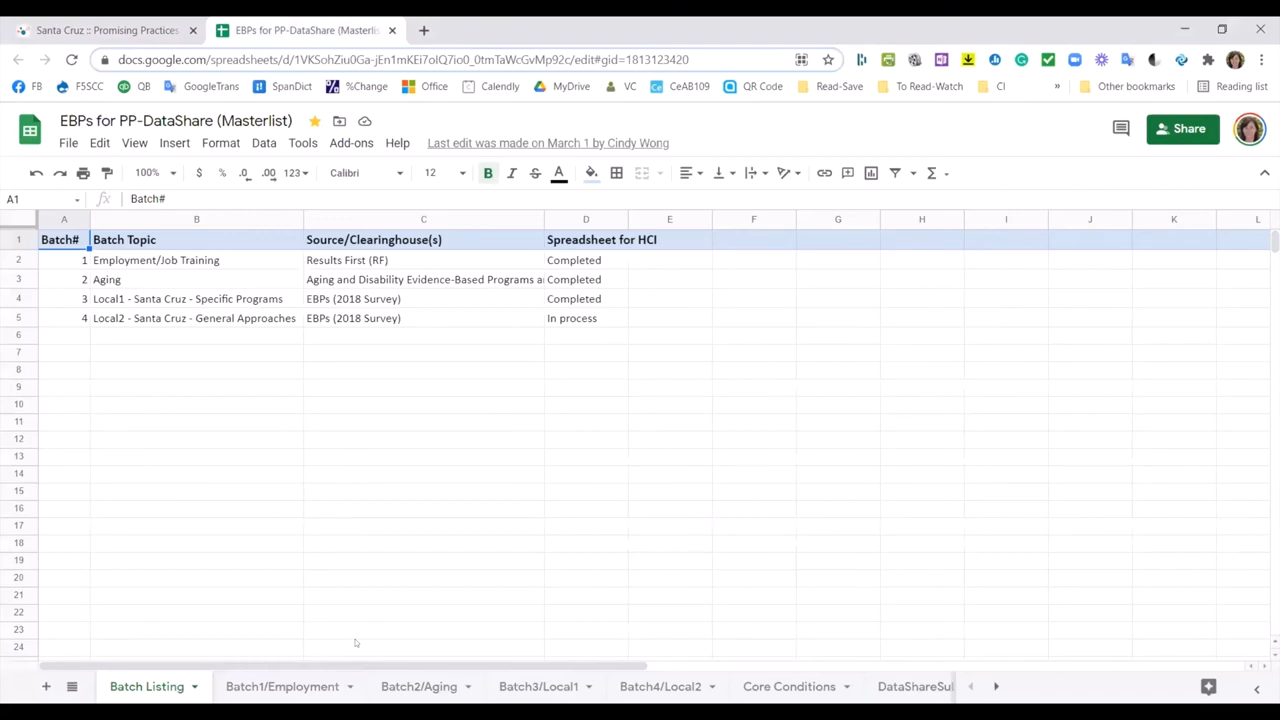 Santa Cruz :: Promising Practices
EBPs for PP-DataShare (Masterlis
docs.google.com/spreadsheets/d/
FB F5SCC QB GoogleTrans SpanDict %Change Office Calendly MyDrive VC CeAB109 QR Code Read-Save To Read-Watch CI » Other bookmarks Reading list
EBPs for PP-DataShare (Masterlist)
Share
File Edit View Insert Format Data Tools Add-ons Help Last edit was made on March 1 by Cindy Wong
100% $ % .0 .00 123 Calibri 12 B I S A Σ
A1 fx Batch#
A B C D E F G H I J K L
1 Batch# Batch Topic Source/Clearinghouse(s) Spreadsheet for HCI
2 1 Employment/Job Training Results First (RF) Completed
3 2 Aging Aging and Disability Evidence-Based Programs a Completed
4 3 Local1 - Santa Cruz - Specific Programs EBPs (2018 Survey) Completed
5 4 Local2 - Santa Cruz - General Approaches EBPs (2018 Survey) In process
6
7
8
9
10
11
12
13
14
15
16
17
18
19
20
21
22
23
24
Batch Listing Batch1/Employment Batch2/Aging Batch3/Local1 Batch4/Local2 Core Conditions DataShareSul